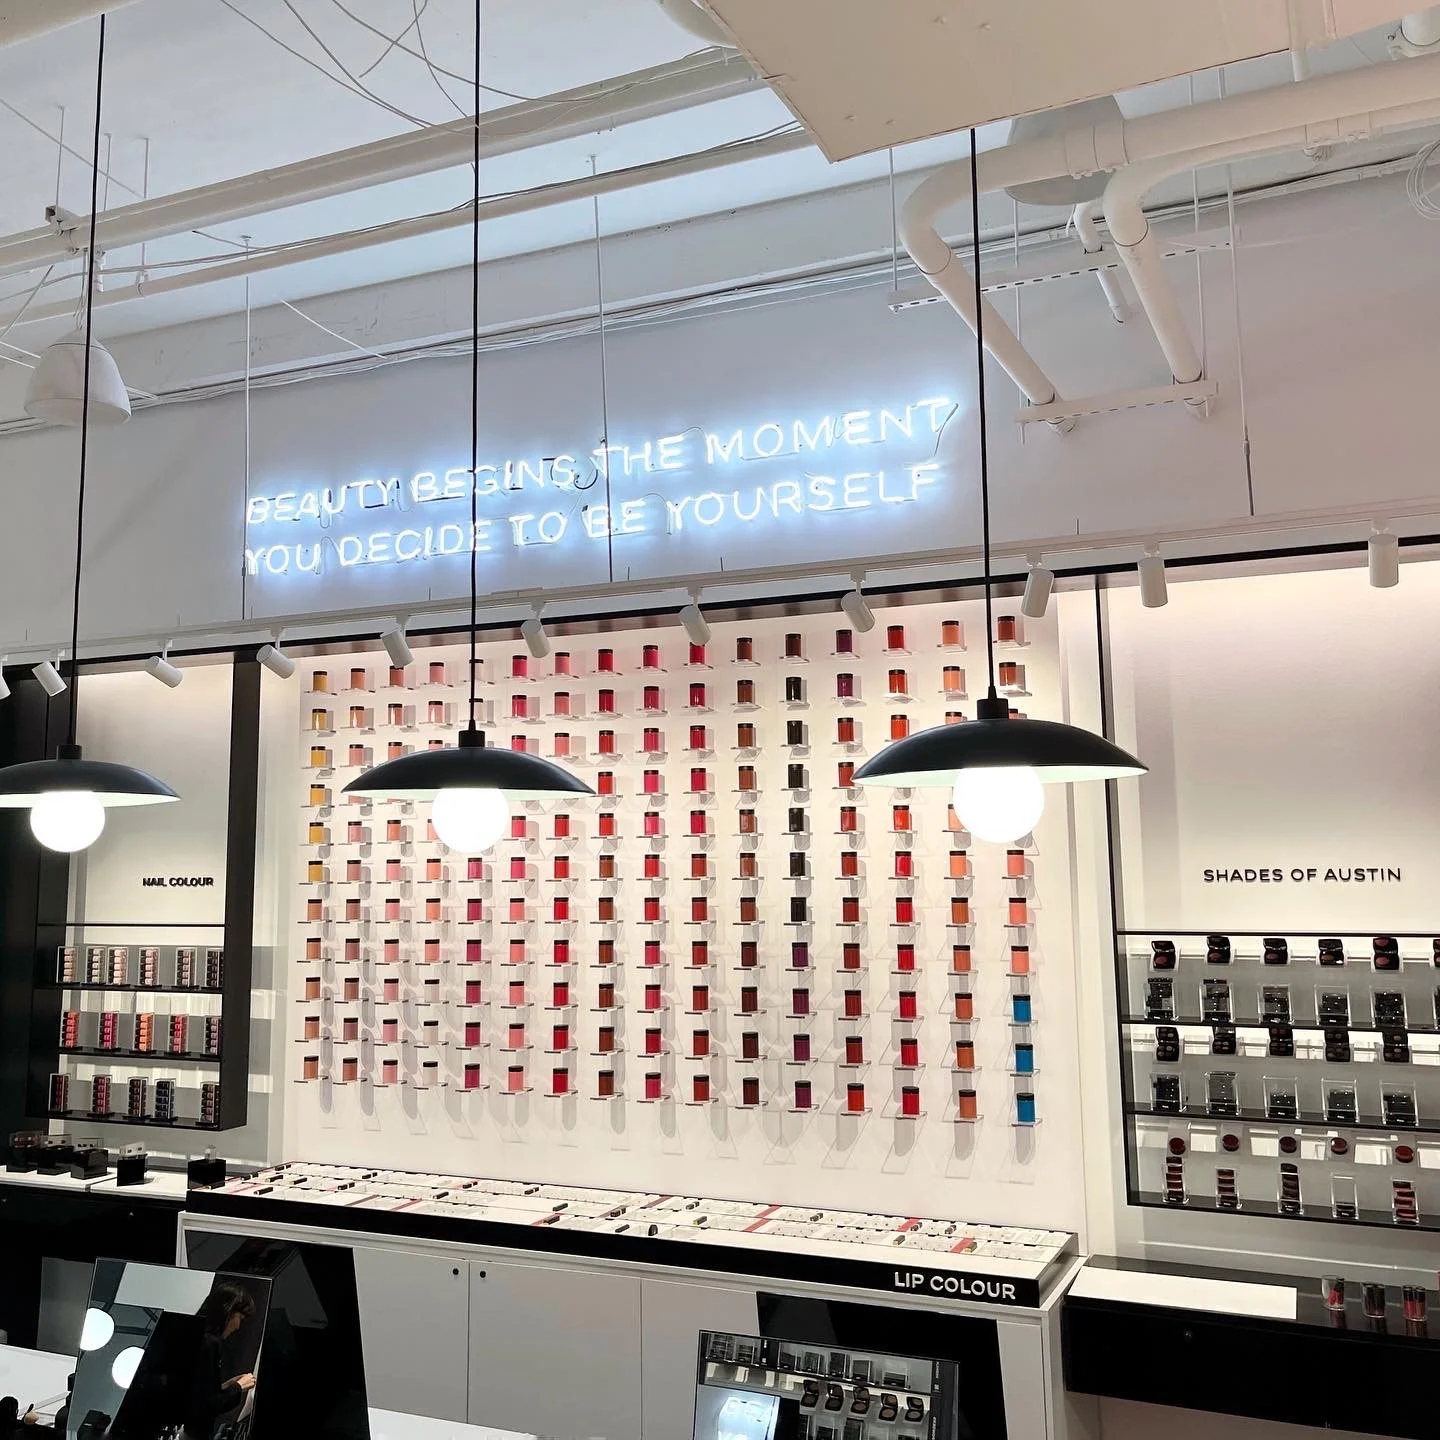 BEAUTY BEGINS THE MOMENT
YOU DECIDE TO BE YOURSELF
NAIL COLOUR
SHADES OF AUSTIN
LIP COLOUR